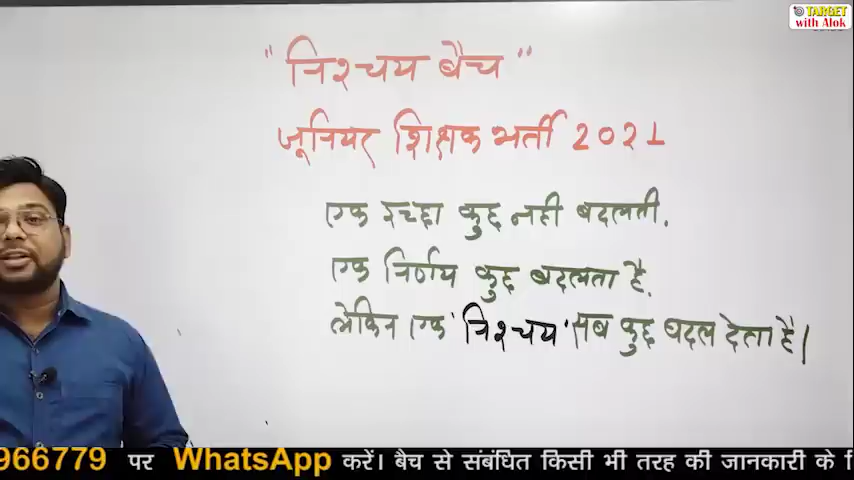 TARGET
with Alok
"निश्चय बैच"
जूनियर शिक्षक भर्ती 2021
एक इच्छा कुछ नही बदलती.
एक निर्णय कुछ बदलता है.
लेकिन एक 'निश्चय' सब कुछ बदल देता है।
966779 पर WhatsApp करें। बैच से संबंधित किसी भी तरह की जानकारी के